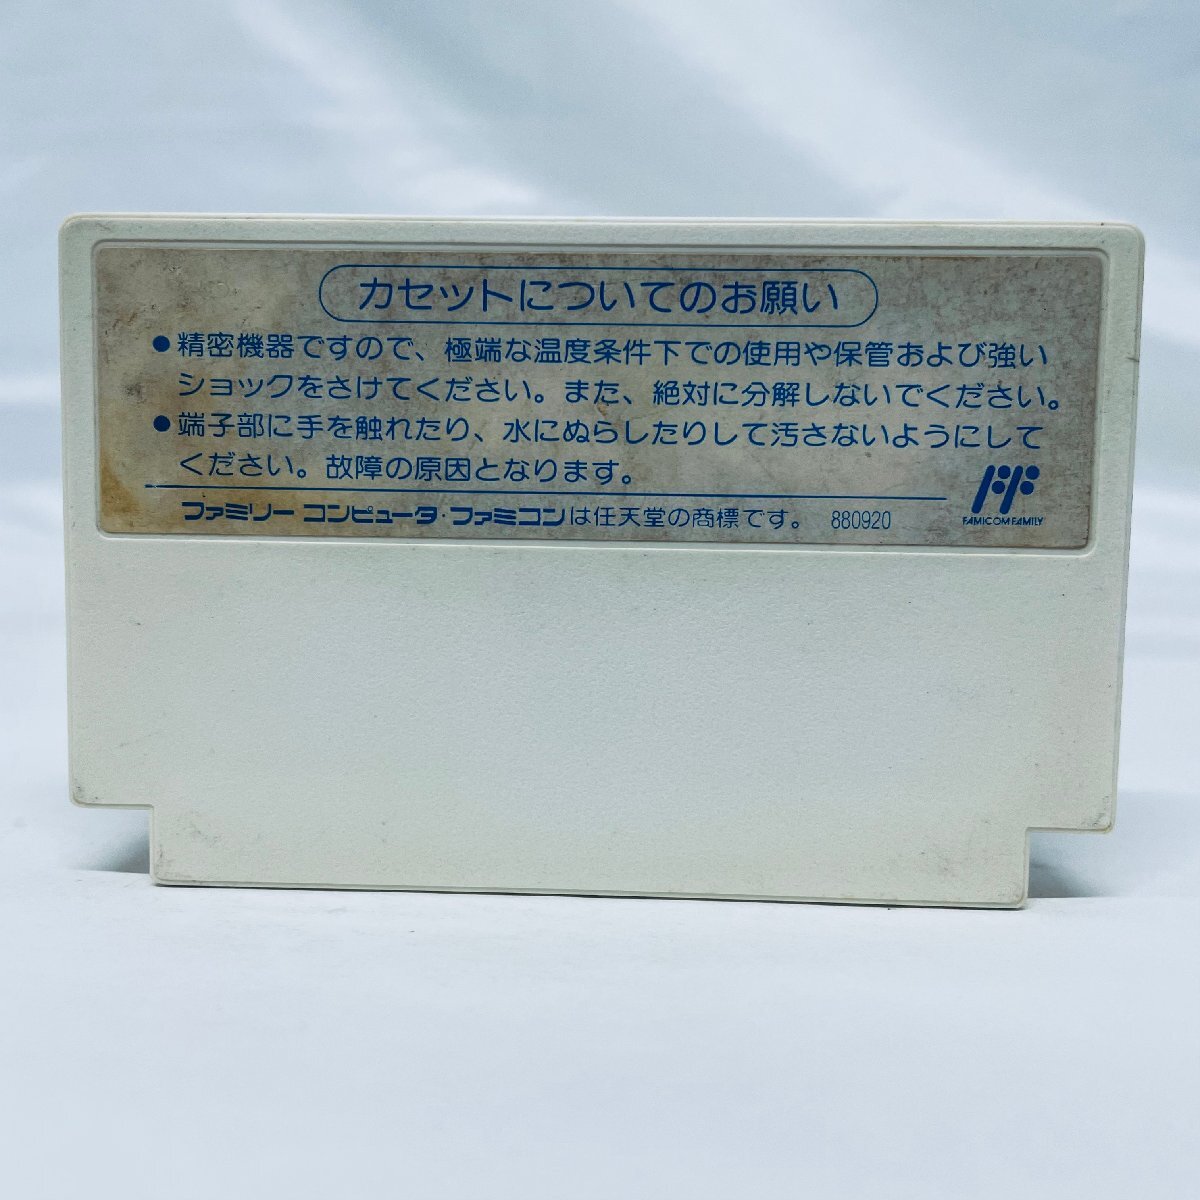 カセットについてのお願い
●精密機器ですので、極端な温度条件下での使用や保管および強い
ショックをさけてください。また、絶対に分解しないでください。
●端子部に手を触れたり、水にぬらしたりして汚さないようにして
ください。故障の原因となります。
ファミリーコンピュータ・ファミコンは任天堂の商標です。 880920
FAMICOM FAMILY